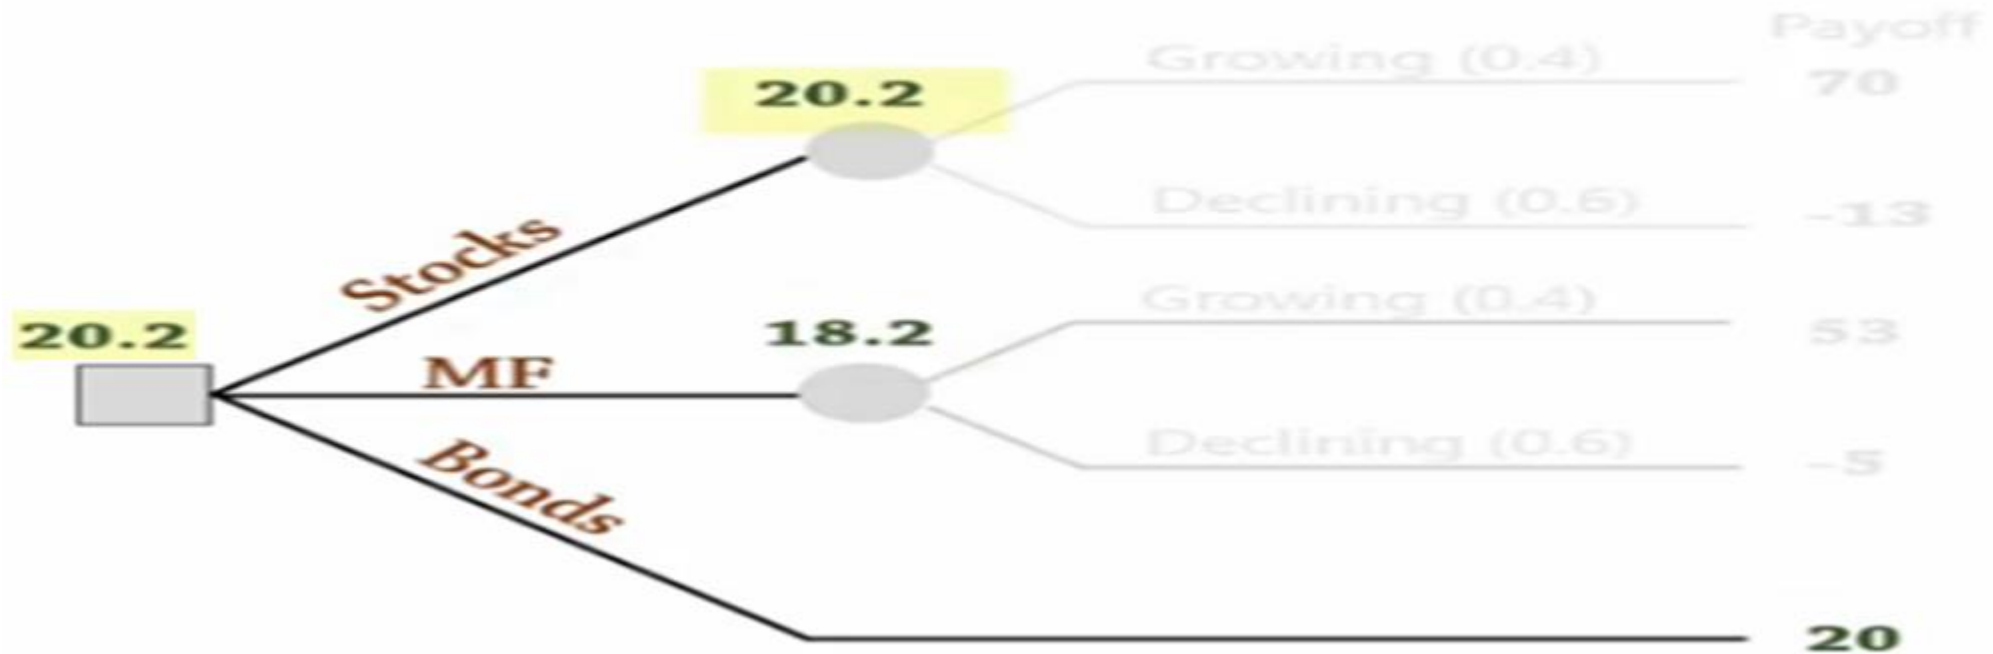 Payoff
Growing (0.4)
70
20.2
Declining (0.6)
-13
Stocks
Growing (0.4)
53
20.2
18.2
MF
Declining (0.6)
-5
Bonds
20